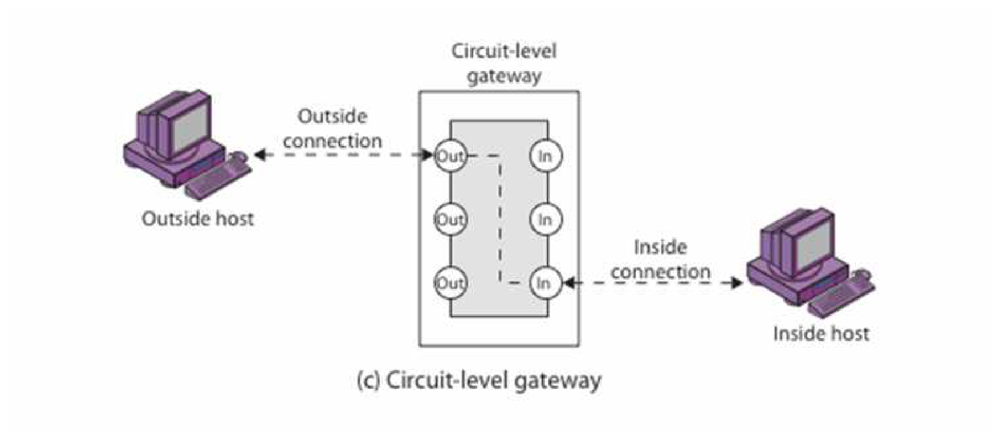 Circuit-level
gateway
Outside
connection
Out
In
Outside host
Out
In
Inside
connection
Out
In
Inside host
(c) Circuit-level gateway